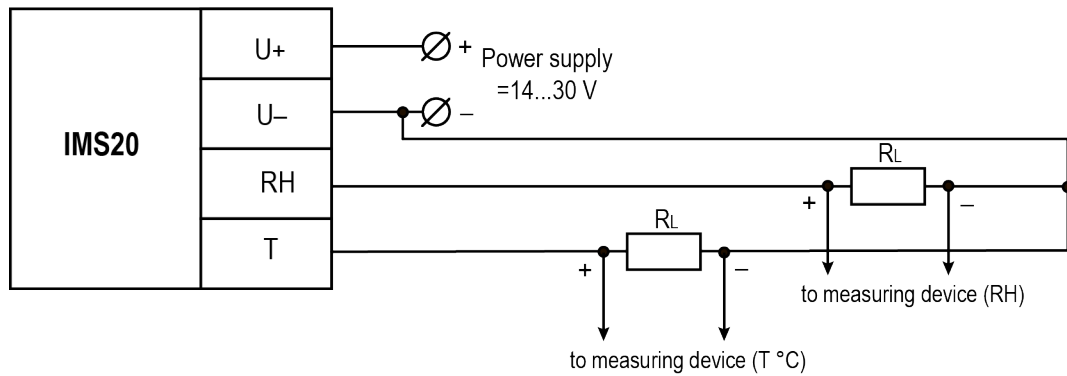 IMS20
U+
U–
RH
T
+
–
Power supply
=14...30 V
RL
+
–
to measuring device (RH)
RL
+
–
to measuring device (T °C)